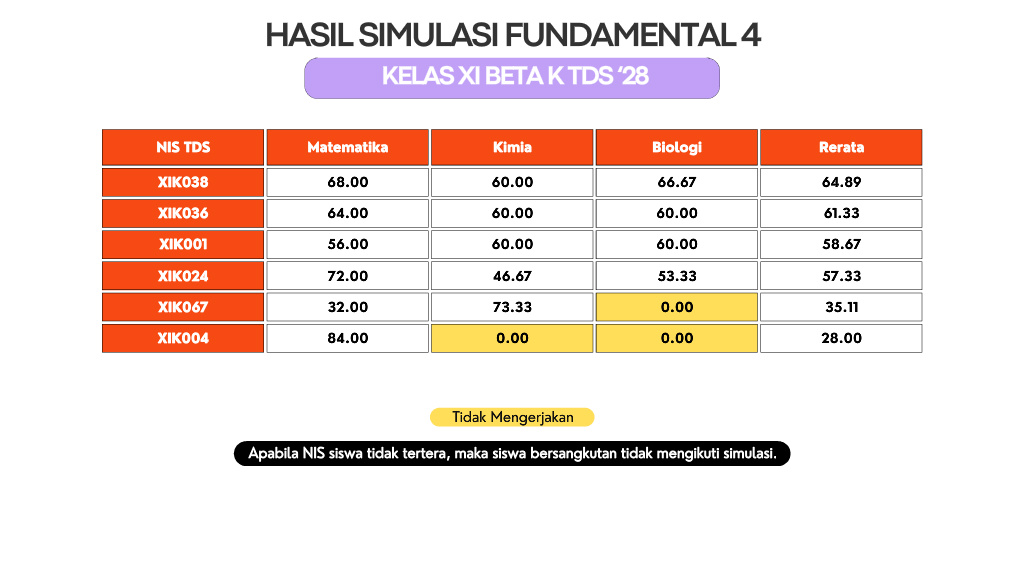 HASIL SIMULASI FUNDAMENTAL 4
KELAS XI BETA K TDS ‘28
NIS TDS Matematika Kimia Biologi Rerata
XIK038 68.00 60.00 66.67 64.89
XIK036 64.00 60.00 60.00 61.33
XIK001 56.00 60.00 60.00 58.67
XIK024 72.00 46.67 53.33 57.33
XIK067 32.00 73.33 0.00 35.11
XIK004 84.00 0.00 0.00 28.00
Tidak Mengerjakan
Apabila NIS siswa tidak tertera, maka siswa bersangkutan tidak mengikuti simulasi.